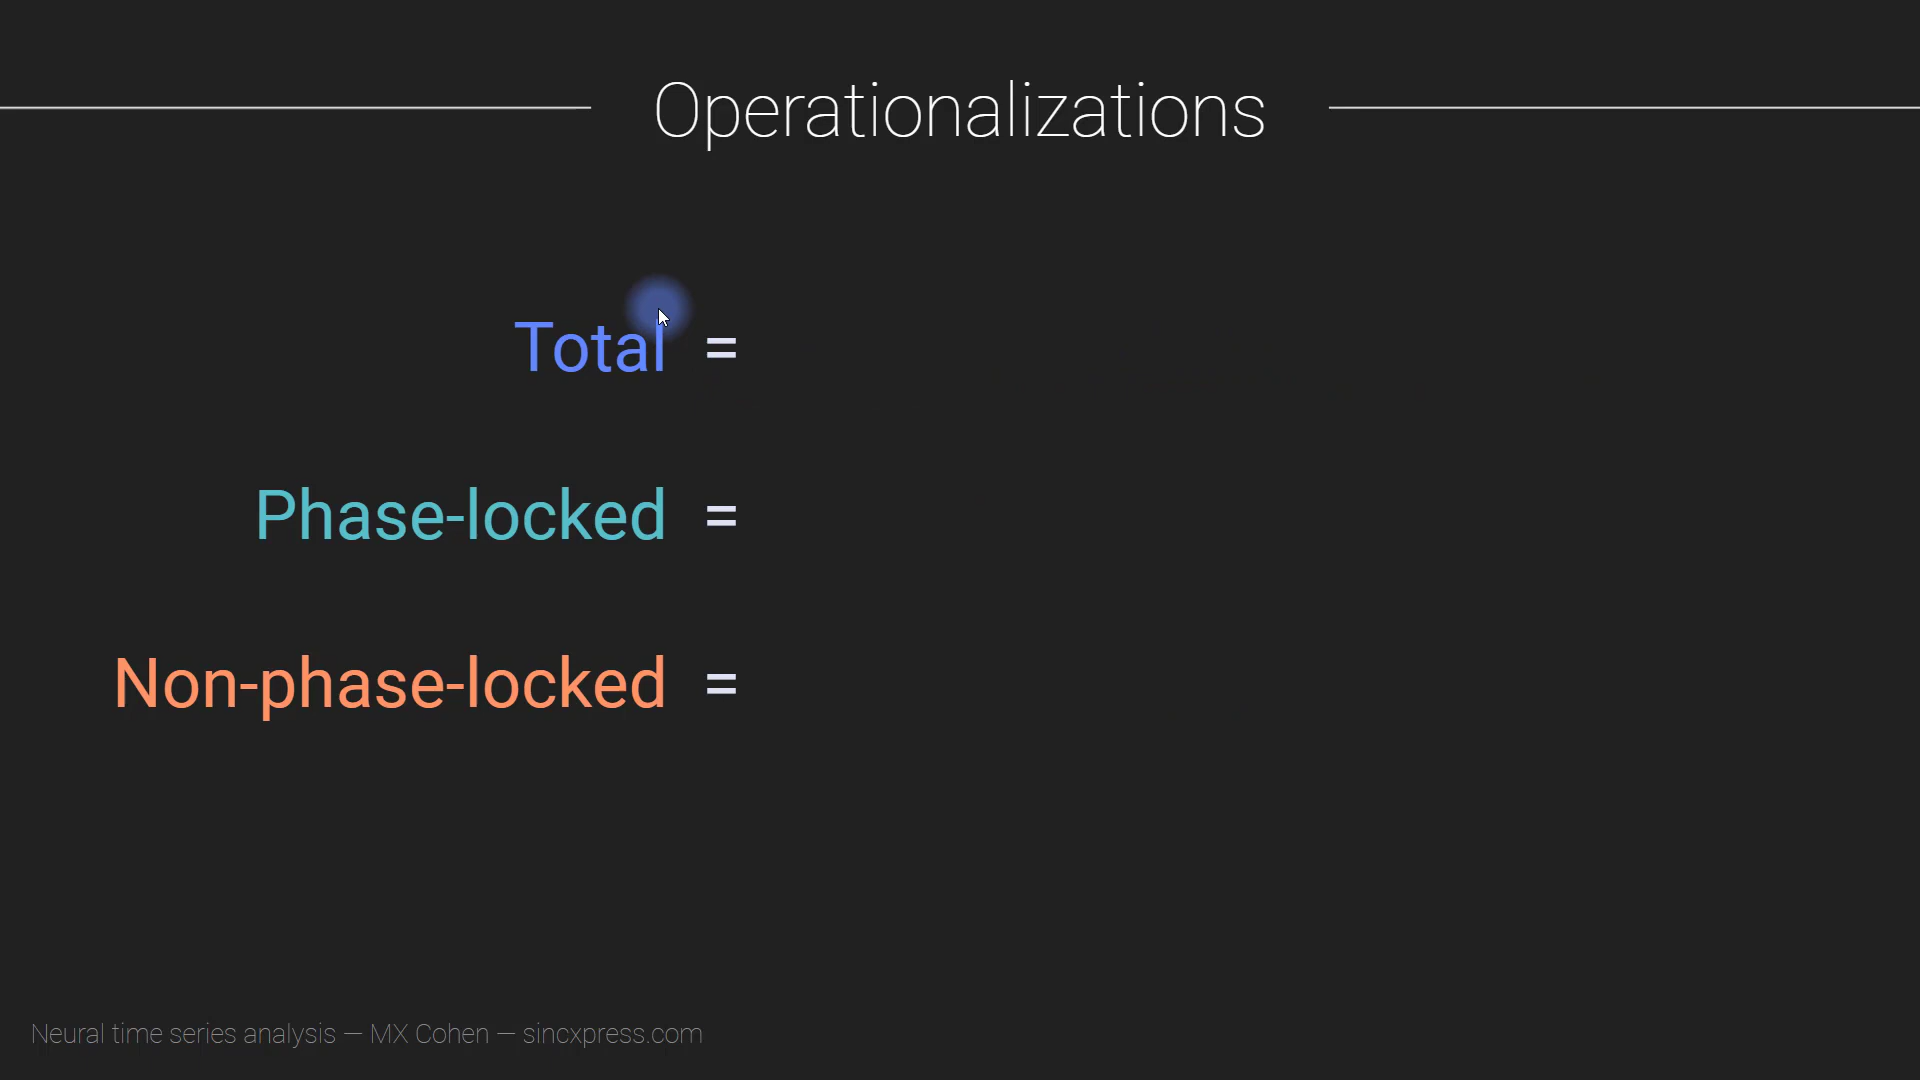 Operationalizations
Total =
Phase-locked =
Non-phase-locked =
Neural time series analysis — MX Cohen — sincxpress.com